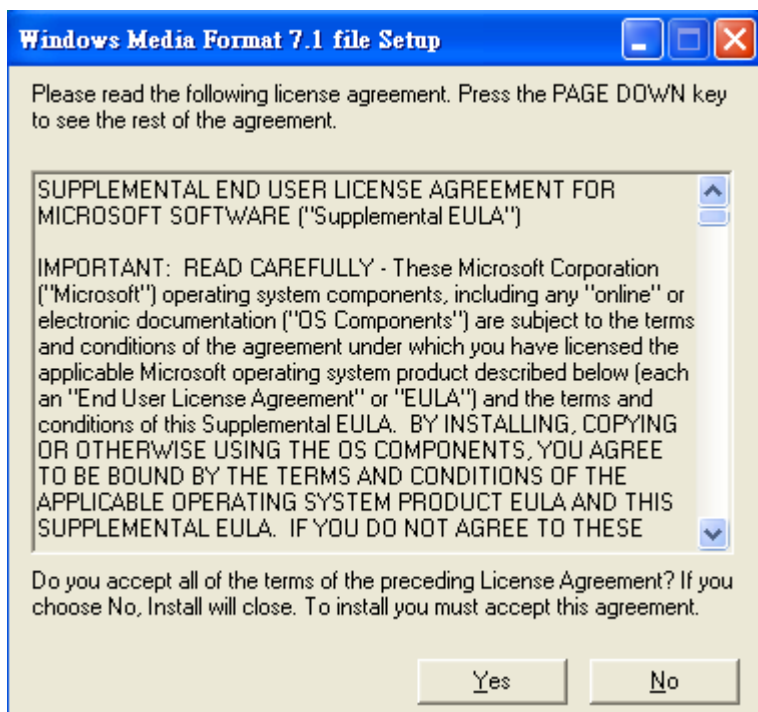 Windows Media Format 7.1 file Setup
Please read the following license agreement. Press the PAGE DOWN key
to see the rest of the agreement.
SUPPLEMENTAL END USER LICENSE AGREEMENT FOR
MICROSOFT SOFTWARE ("Supplemental EULA")
IMPORTANT:  READ CAREFULLY - These Microsoft Corporation
("Microsoft") operating system components, including any "online" or
electronic documentation ("OS Components") are subject to the terms
and conditions of the agreement under which you have licensed the
applicable Microsoft operating system product described below (each
an "End User License Agreement" or "EULA") and the terms and
conditions of this Supplemental EULA.  BY INSTALLING, COPYING
OR OTHERWISE USING THE OS COMPONENTS, YOU AGREE
TO BE BOUND BY THE TERMS AND CONDITIONS OF THE
APPLICABLE OPERATING SYSTEM PRODUCT EULA AND THIS
SUPPLEMENTAL EULA.  IF YOU DO NOT AGREE TO THESE
Do you accept all of the terms of the preceding License Agreement? If you
choose No, Install will close. To install you must accept this agreement.
Yes
No